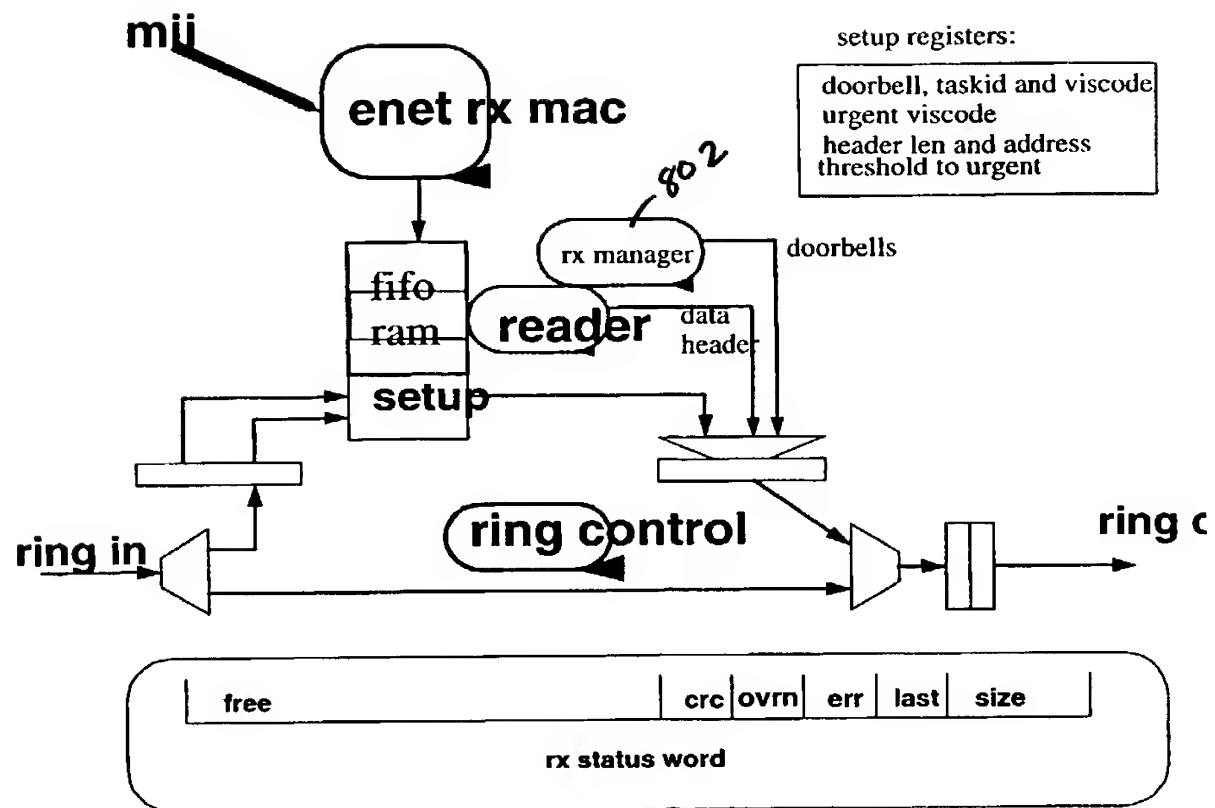 mii
setup registers:
enet rx mac
doorbell, taskid and viscode
urgent viscode
header len and address
threshold to urgent
802
rx manager
doorbells
fifo
ram
reader
data
header
setup
ring control
ring in
ring
free
crc
ovrn
err
last
size
rx status word